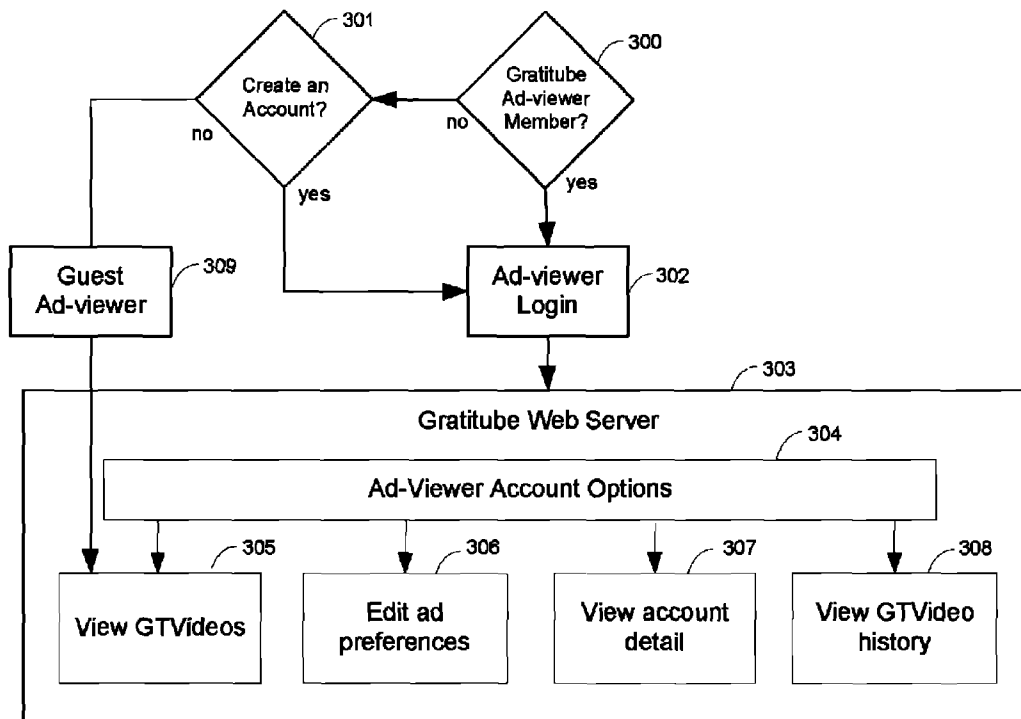 301
300
Create an
Account?
Gratitube
Ad-viewer
Member?
no
no
yes
yes
Guest
Ad-viewer
309
Ad-viewer
Login
302
303
Gratitube Web Server
304
Ad-Viewer Account Options
305
306
307
308
View GTVideos
Edit ad
preferences
View account
detail
View GTVideo
history